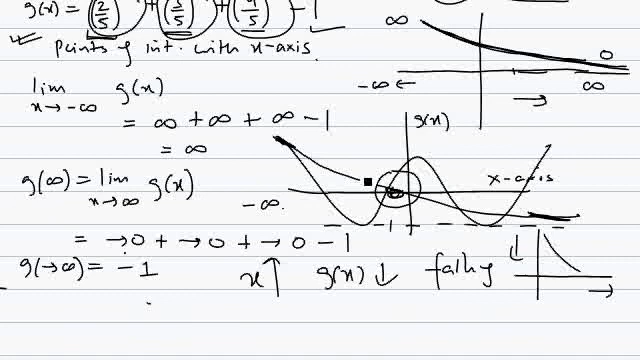 g(x) = (2/5) + (3/5) + (4/5) - 1
Points of int. with x-axis.
∞
0
-∞ ←
→
∞
lim g(x)
x→-∞
= ∞ + ∞ + ∞ - 1
= ∞
g(x)
x-axis
-∞.
-1
g(∞) = lim g(x)
x→∞
= →0 + →0 + →0 - 1
g(→∞) = -1
x↑ g(x)↓ falling ↓
→